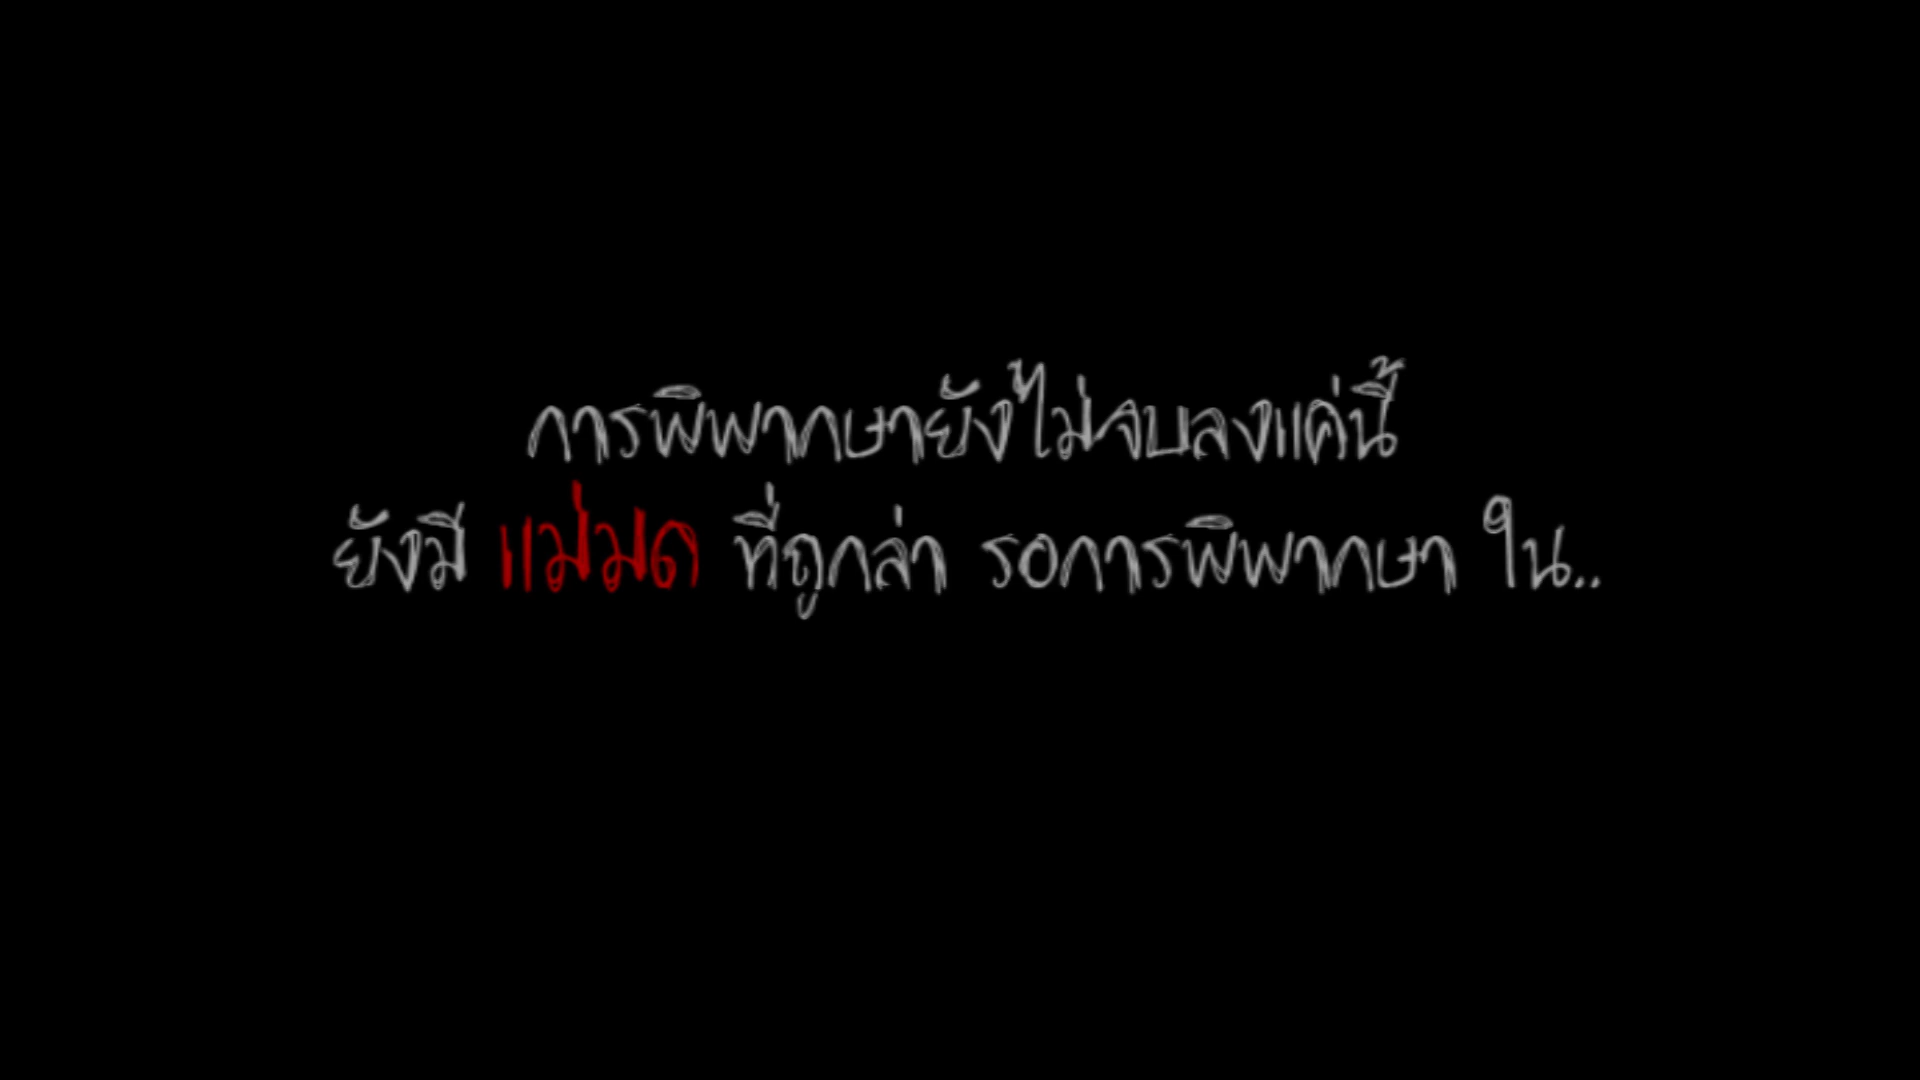 การพิพากษายังไม่จบลงแค่นี้
ยังมี แม่มด ที่ถูกล่า รอการพิพากษา ใน..